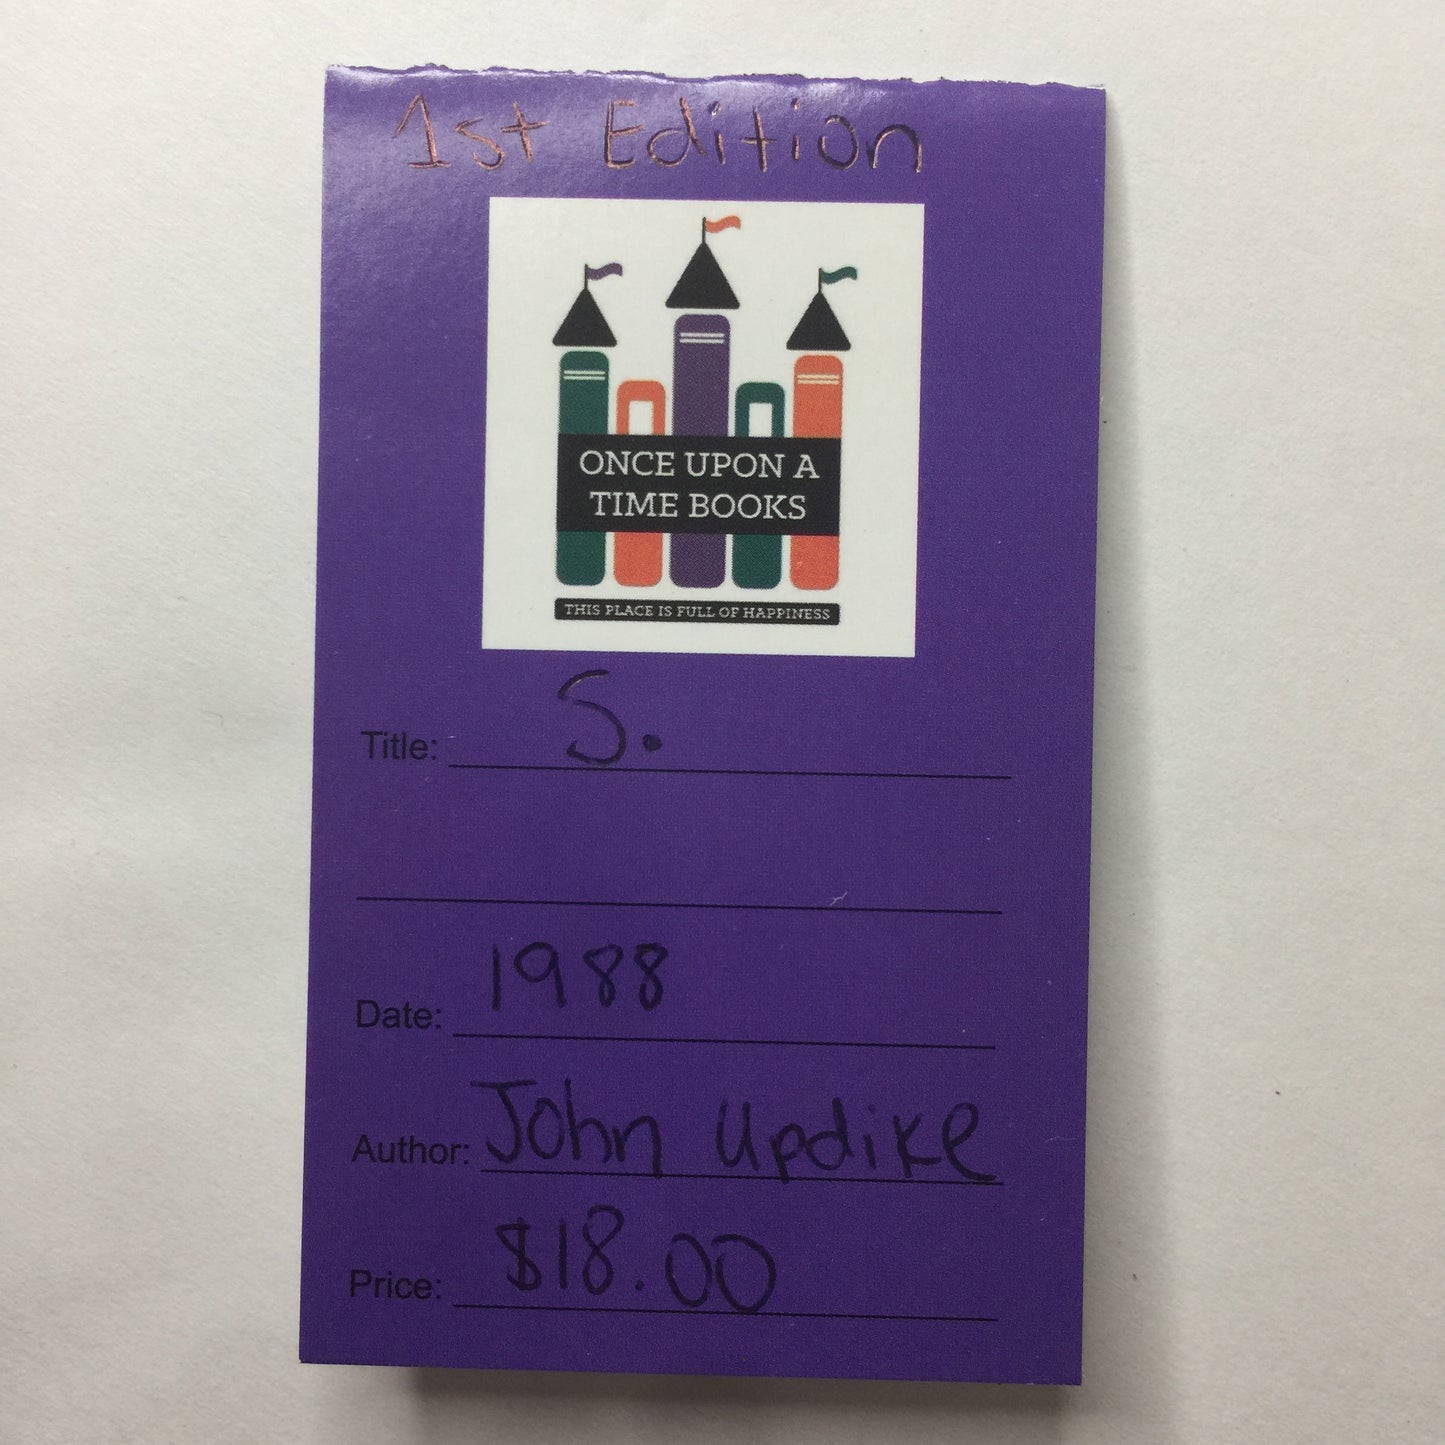 1st Edition
ONCE UPON A
TIME BOOKS
THIS PLACE IS FULL OF HAPPINESS
Title: S.
Date: 1988
Author: John Updike
Price: $18.00